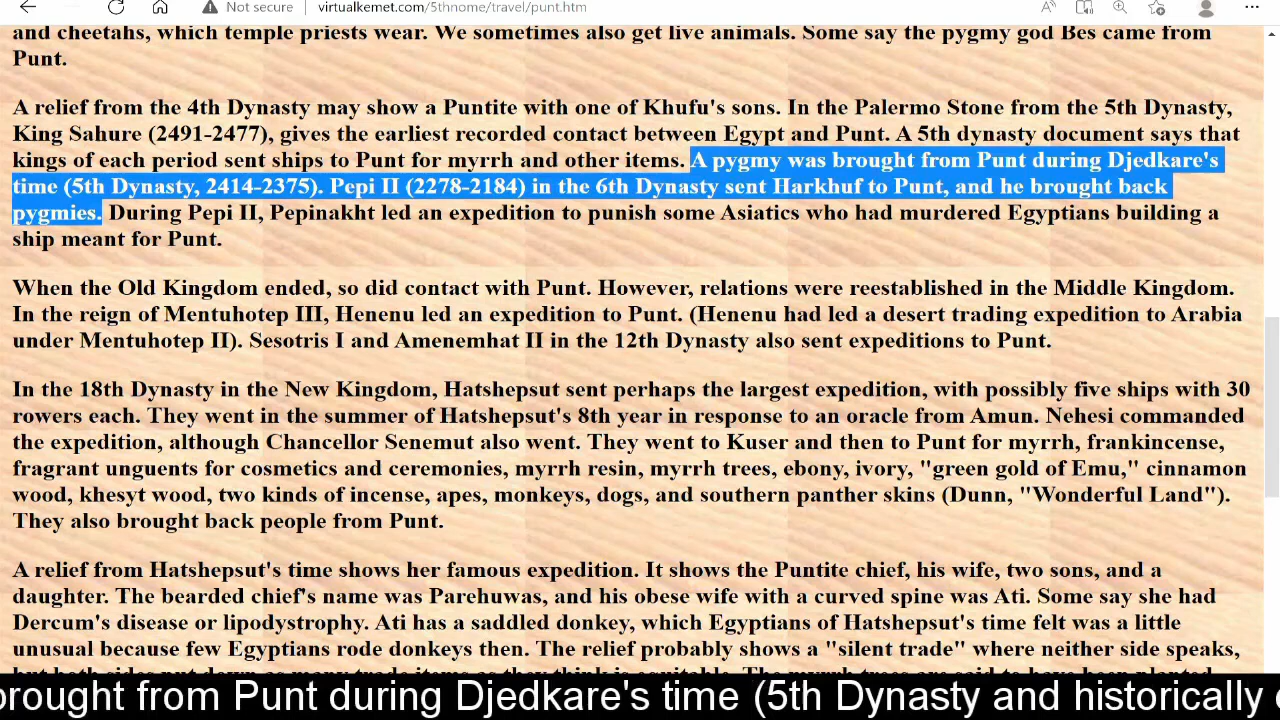 Not secure
virtualkemet.com/5thnome/travel/punt.htm
and cheetahs, which temple priests wear. We sometimes also get live animals. Some say the pygmy god Bes came from
Punt.
A relief from the 4th Dynasty may show a Puntite with one of Khufu's sons. In the Palermo Stone from the 5th Dynasty,
King Sahure (2491-2477), gives the earliest recorded contact between Egypt and Punt. A 5th dynasty document says that
kings of each period sent ships to Punt for myrrh and other items. A pygmy was brought from Punt during Djedkare's
time (5th Dynasty, 2414-2375). Pepi II (2278-2184) in the 6th Dynasty sent Harkhuf to Punt, and he brought back
pygmies. During Pepi II, Pepinakht led an expedition to punish some Asiatics who had murdered Egyptians building a
ship meant for Punt.
When the Old Kingdom ended, so did contact with Punt. However, relations were reestablished in the Middle Kingdom.
In the reign of Mentuhotep III, Henenu led an expedition to Punt. (Henenu had led a desert trading expedition to Arabia
under Mentuhotep II). Sesotris I and Amenemhat II in the 12th Dynasty also sent expeditions to Punt.
In the 18th Dynasty in the New Kingdom, Hatshepsut sent perhaps the largest expedition, with possibly five ships with 30
rowers each. They went in the summer of Hatshepsut's 8th year in response to an oracle from Amun. Nehesi commanded
the expedition, although Chancellor Senemut also went. They went to Kuser and then to Punt for myrrh, frankincense,
fragrant unguents for cosmetics and ceremonies, myrrh resin, myrrh trees, ebony, ivory, "green gold of Emu," cinnamon
wood, khesyt wood, two kinds of incense, apes, monkeys, dogs, and southern panther skins (Dunn, "Wonderful Land").
They also brought back people from Punt.
A relief from Hatshepsut's time shows her famous expedition. It shows the Puntite chief, his wife, two sons, and a
daughter. The bearded chief's name was Parehuwas, and his obese wife with a curved spine was Ati. Some say she had
Dercum's disease or lipodystrophy. Ati has a saddled donkey, which Egyptians of Hatshepsut's time felt was a little
unusual because few Egyptians rode donkeys then. The relief probably shows a "silent trade" where neither side speaks,
brought from Punt during Djedkare's time (5th Dynasty and historically